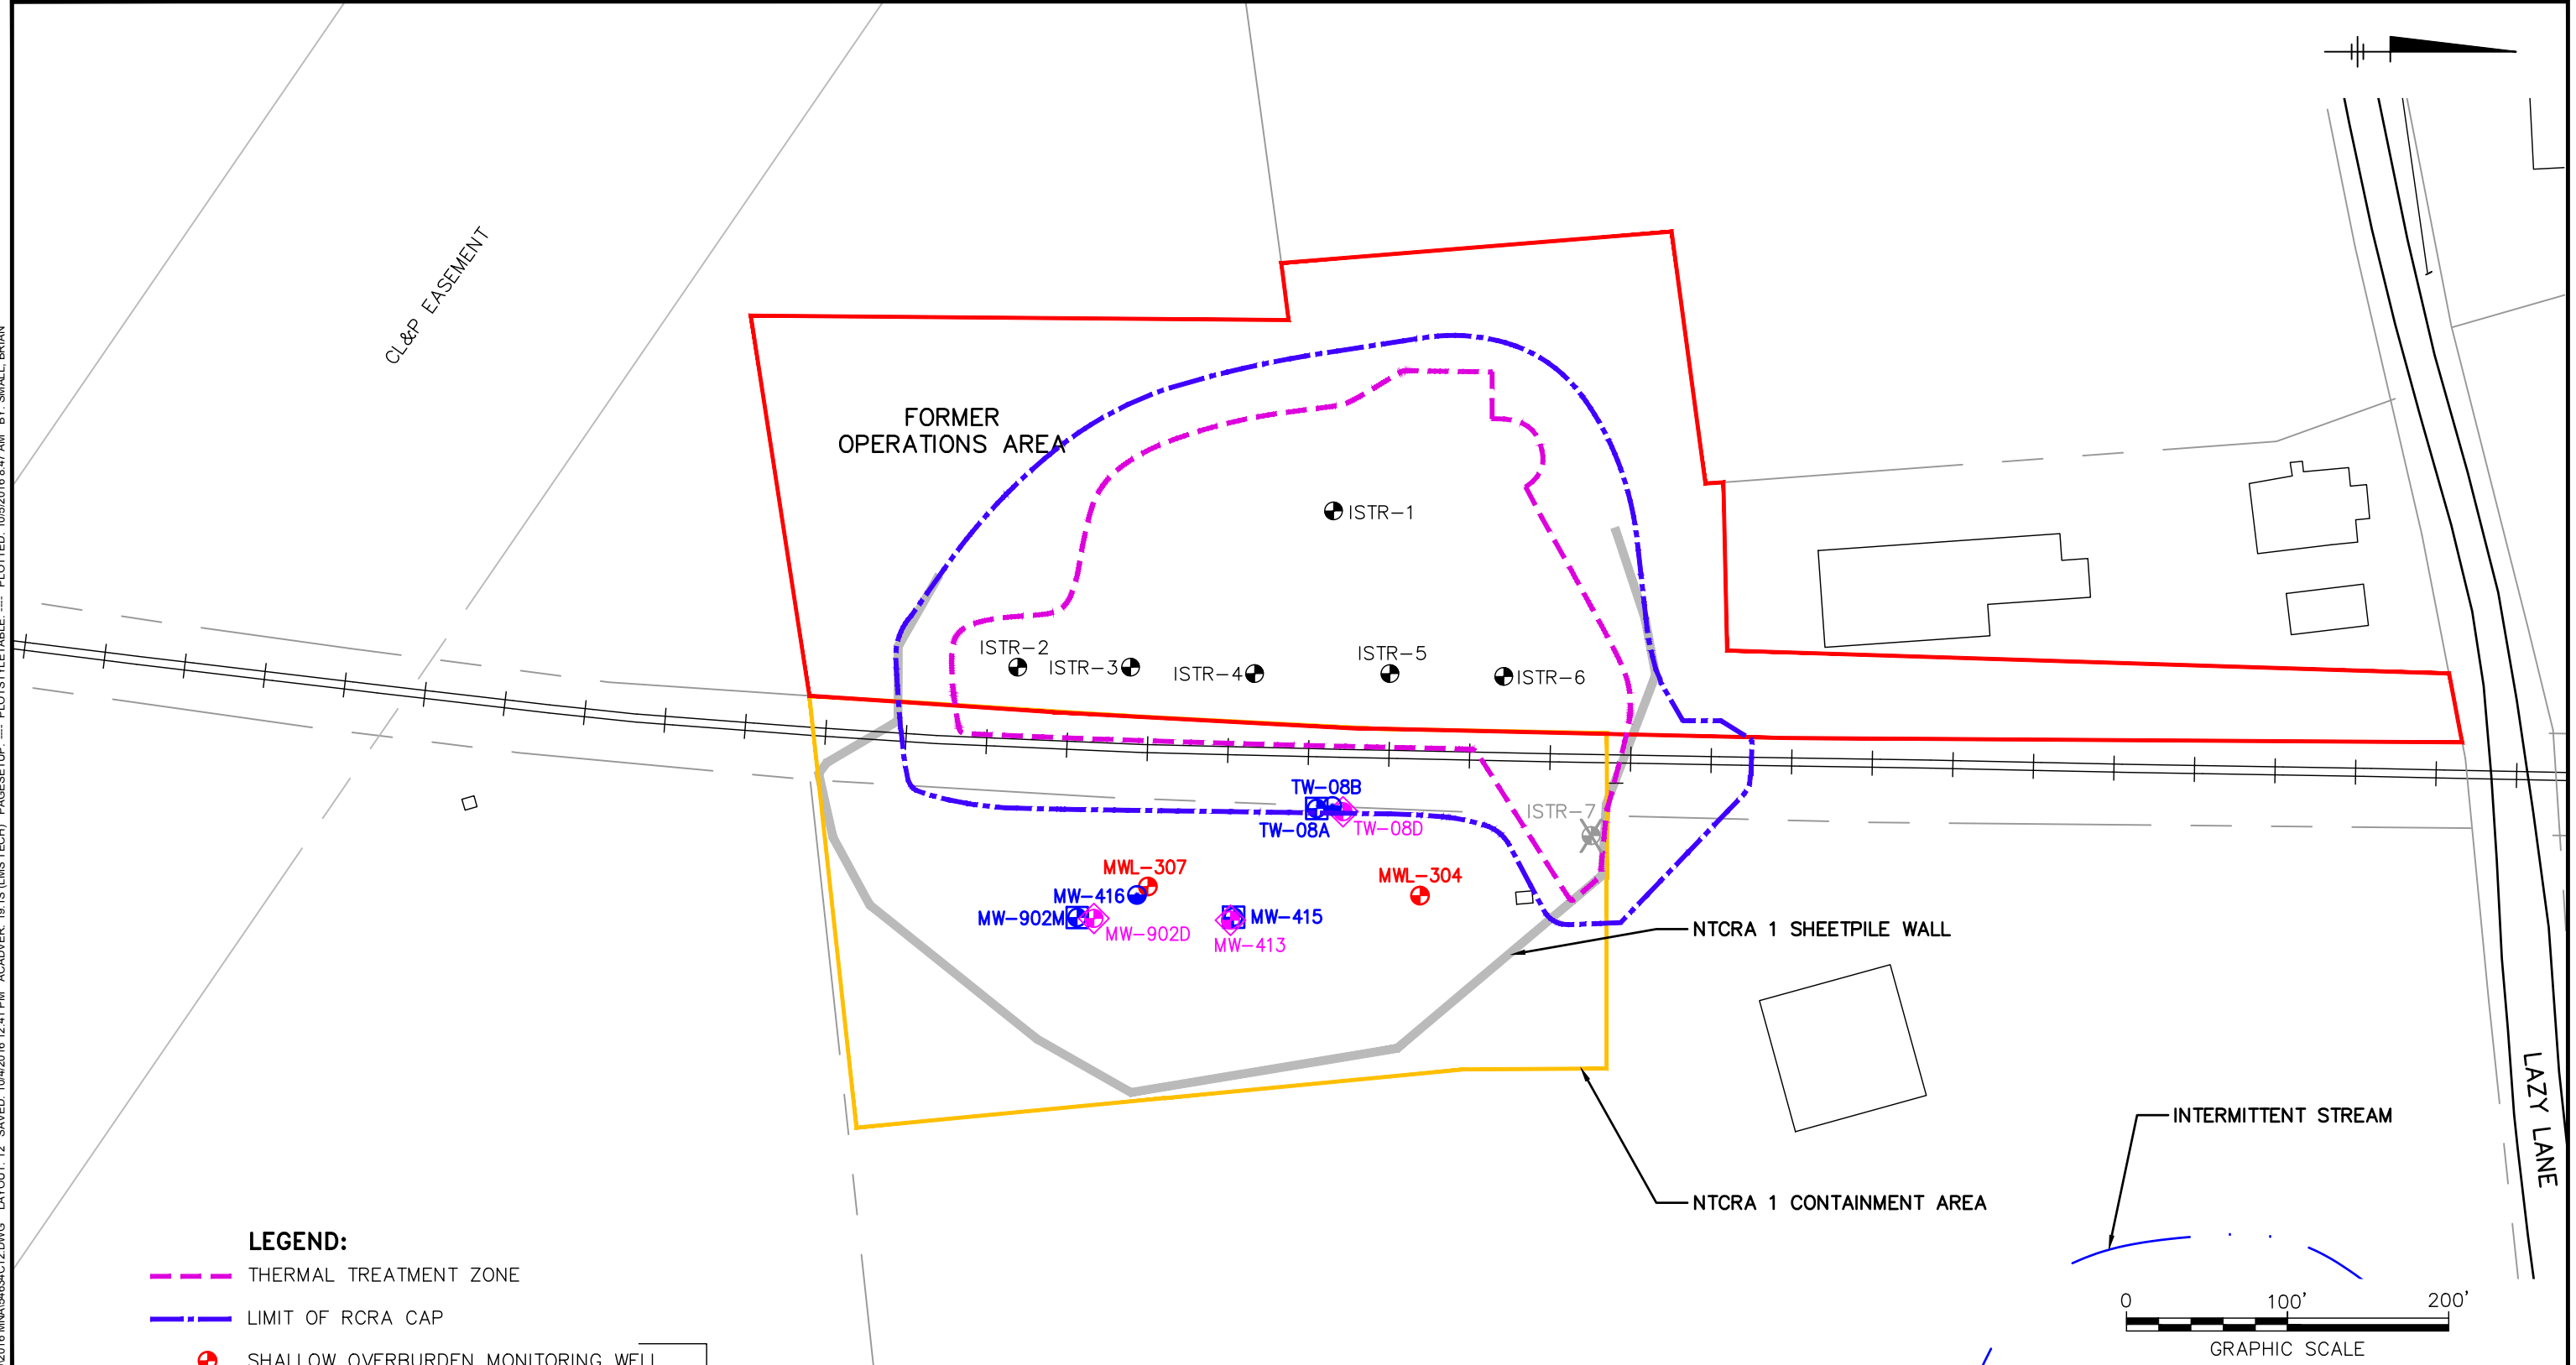 CL&P EASEMENT
FORMER
OPERATIONS AREA
ISTR-1
ISTR-2
ISTR-3
ISTR-4
ISTR-5
ISTR-6
TW-08B
TW-08A
TW-08D
ISTR-7
MWL-307
MW-416
MW-902M
MW-902D
MW-415
MW-413
MWL-304
NTCRA 1 SHEETPILE WALL
NTCRA 1 CONTAINMENT AREA
INTERMITTENT STREAM
LAZY LANE
LEGEND:
THERMAL TREATMENT ZONE
LIMIT OF RCRA CAP
SHALLOW OVERBURDEN MONITORING WELL
0 100' 200'
GRAPHIC SCALE